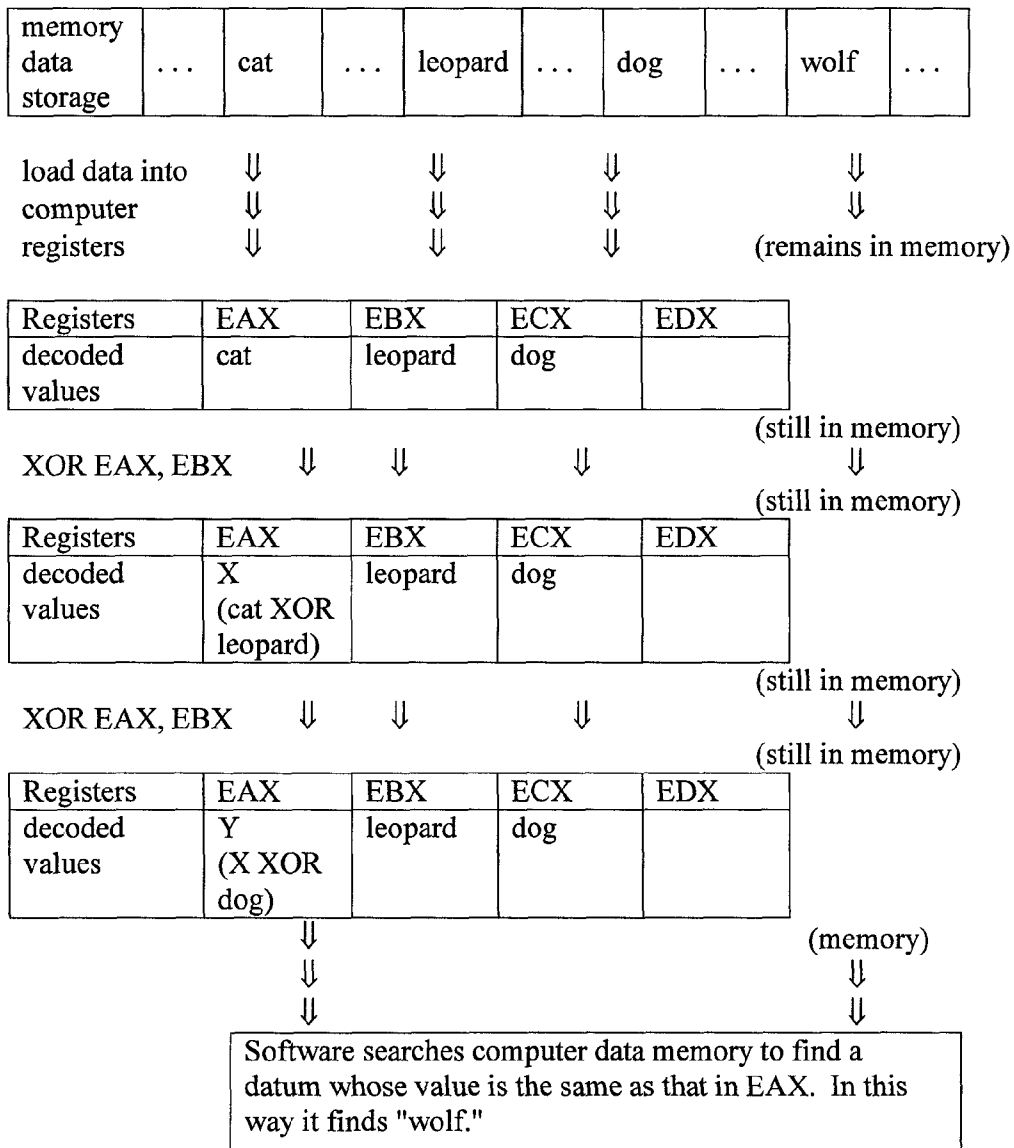 memory
data
storage
... cat ... leopard ... dog ... wolf ...
load data into ⇓ ⇓ ⇓ ⇓
computer ⇓ ⇓ ⇓ ⇓
registers ⇓ ⇓ ⇓ (remains in memory)
Registers EAX EBX ECX EDX
decoded cat leopard dog
values
(still in memory)
XOR EAX, EBX ⇓ ⇓ ⇓ ⇓
(still in memory)
Registers EAX EBX ECX EDX
decoded X leopard dog
values (cat XOR
leopard)
(still in memory)
XOR EAX, EBX ⇓ ⇓ ⇓ ⇓
(still in memory)
Registers EAX EBX ECX EDX
decoded Y leopard dog
values (X XOR
dog)
⇓ (memory)
⇓ ⇓
⇓ ⇓
Software searches computer data memory to find a
datum whose value is the same as that in EAX. In this
way it finds "wolf."